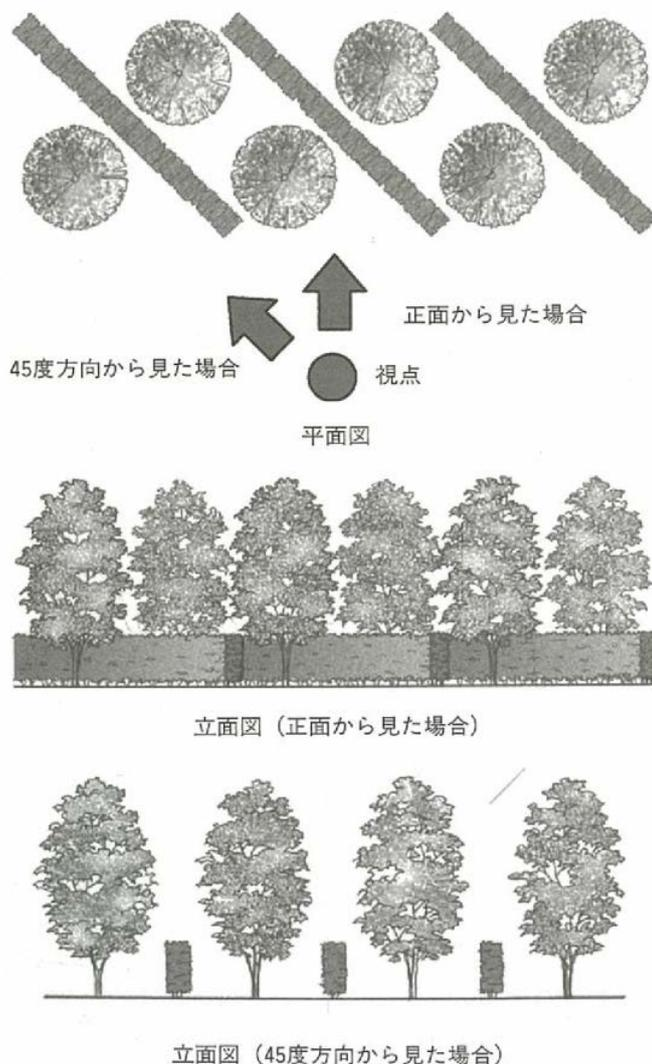 正面から見た場合
45度方向から見た場合
視点
平面図
立面図（正面から見た場合）
立面図（45度方向から見た場合）